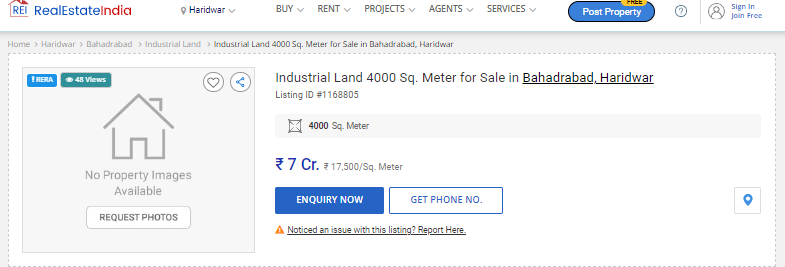 REI RealEstateIndia
Haridwar
BUY RENT PROJECTS AGENTS SERVICES
FREE
Post Property
?
Sign In
Join Free
Home > Haridwar > Bahadrabad > Industrial Land > Industrial Land 4000 Sq. Meter for Sale in Bahadrabad, Haridwar
RERA 48 Views
No Property Images
Available
REQUEST PHOTOS
Industrial Land 4000 Sq. Meter for Sale in Bahadrabad, Haridwar
Listing ID #1168805
4000 Sq. Meter
₹ 7 Cr. ₹ 17,500/Sq. Meter
ENQUIRY NOW GET PHONE NO.
Noticed an issue with this listing? Report Here.